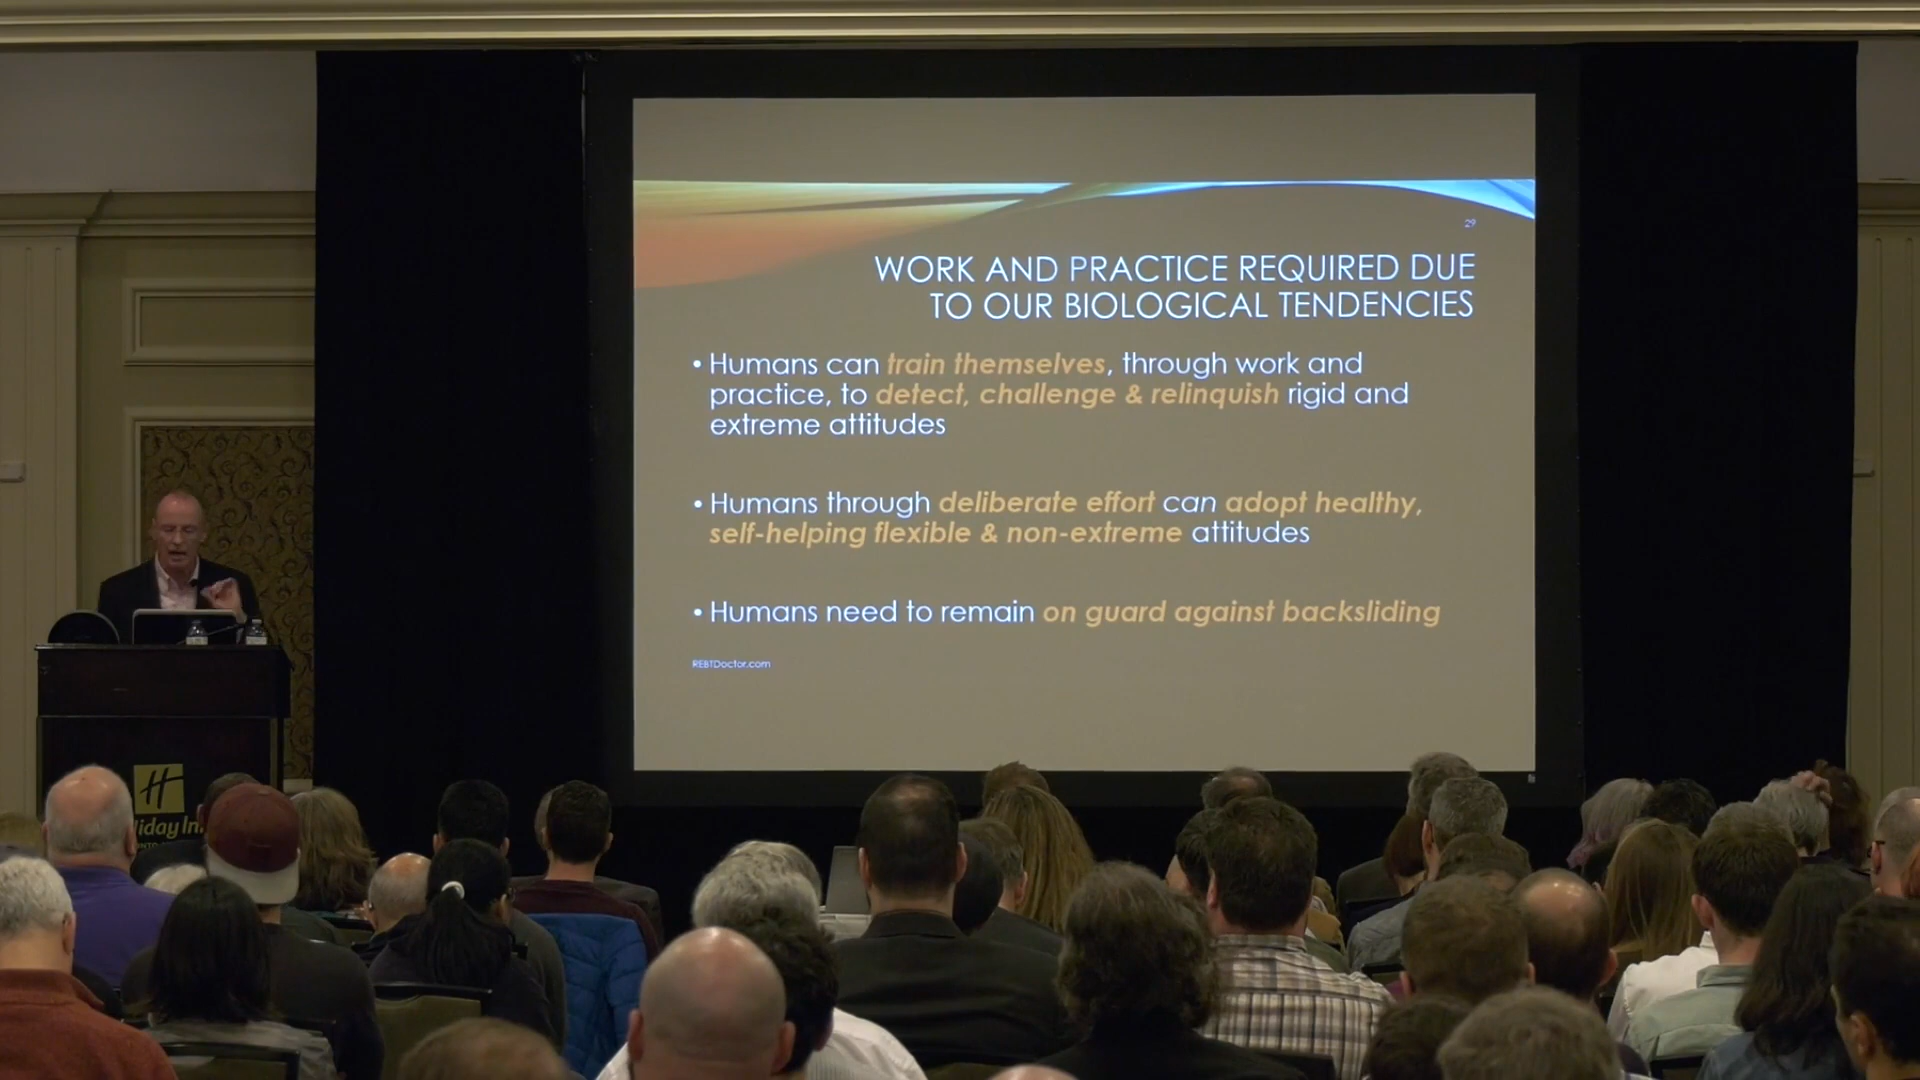 29
WORK AND PRACTICE REQUIRED DUE
TO OUR BIOLOGICAL TENDENCIES
• Humans can train themselves, through work and
practice, to detect, challenge & relinquish rigid and
extreme attitudes
• Humans through deliberate effort can adopt healthy,
self-helping flexible & non-extreme attitudes
• Humans need to remain on guard against backsliding
REBTDoctor.com
H
liday In